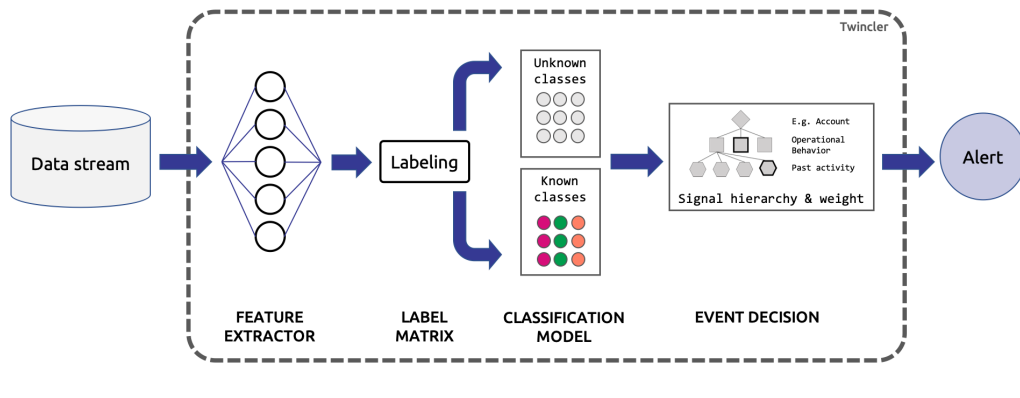 Twincler
Data stream
Labeling
Unknown
classes
Known
classes
E.g. Account
Operational
Behavior
Past activity
Signal hierarchy & weight
Alert
FEATURE
EXTRACTOR
LABEL
MATRIX
CLASSIFICATION
MODEL
EVENT DECISION